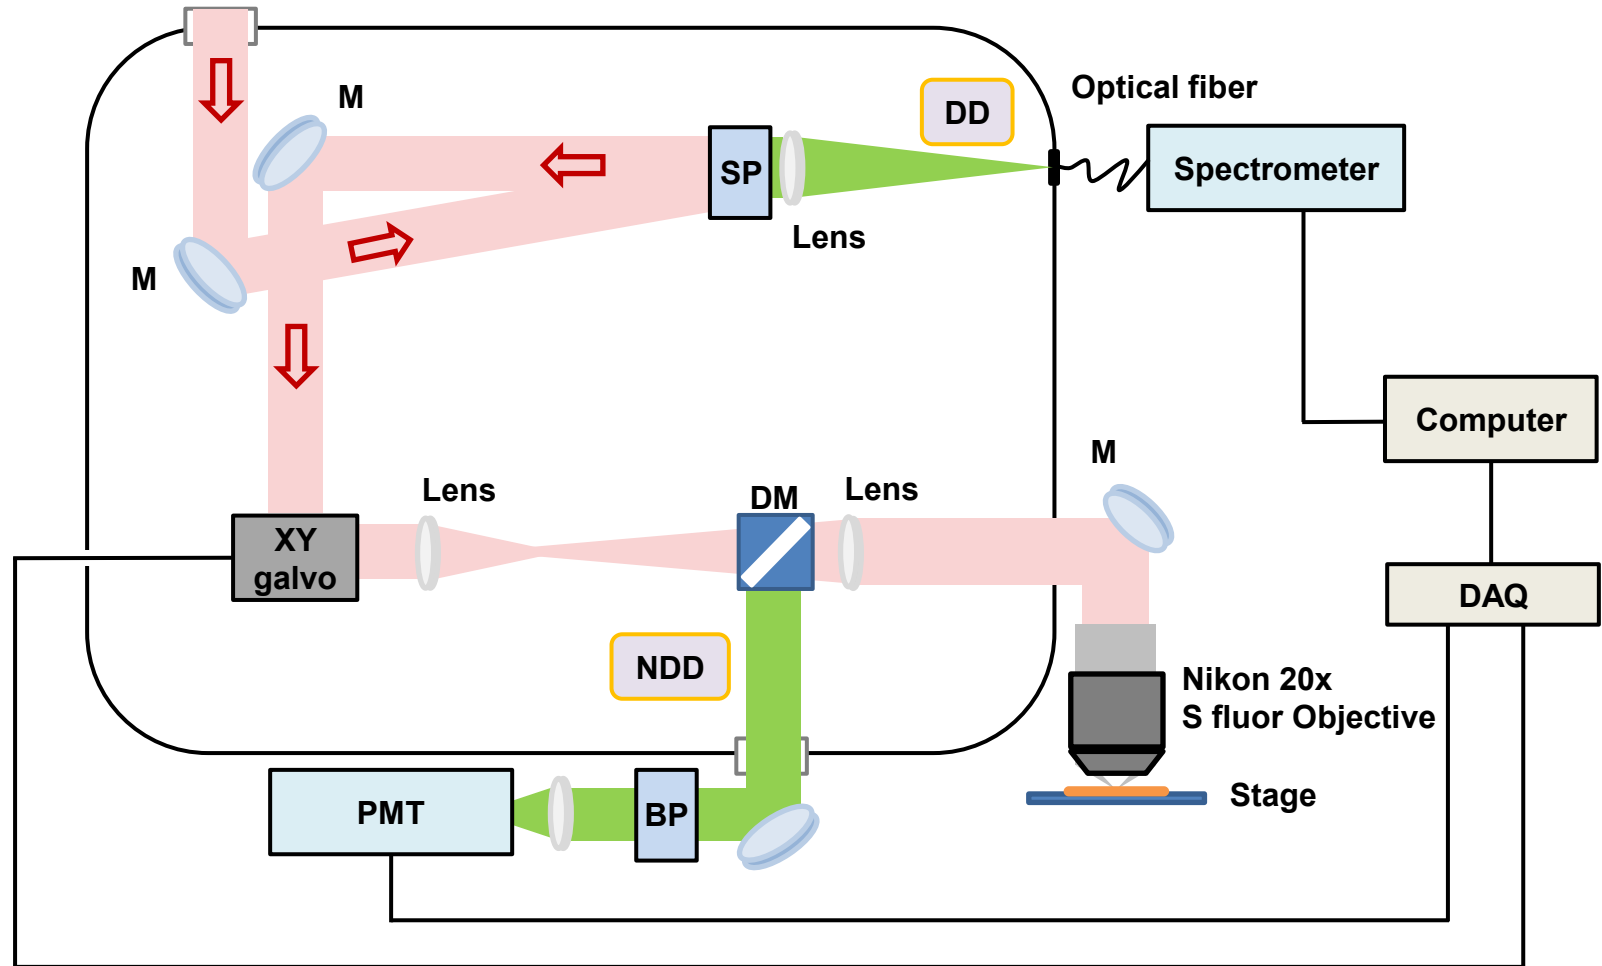 M
DD
Optical fiber
SP
Spectrometer
Lens
M
Computer
M
Lens
DM
Lens
XY
galvo
DAQ
NDD
Nikon 20x
S fluor Objective
Stage
PMT
BP